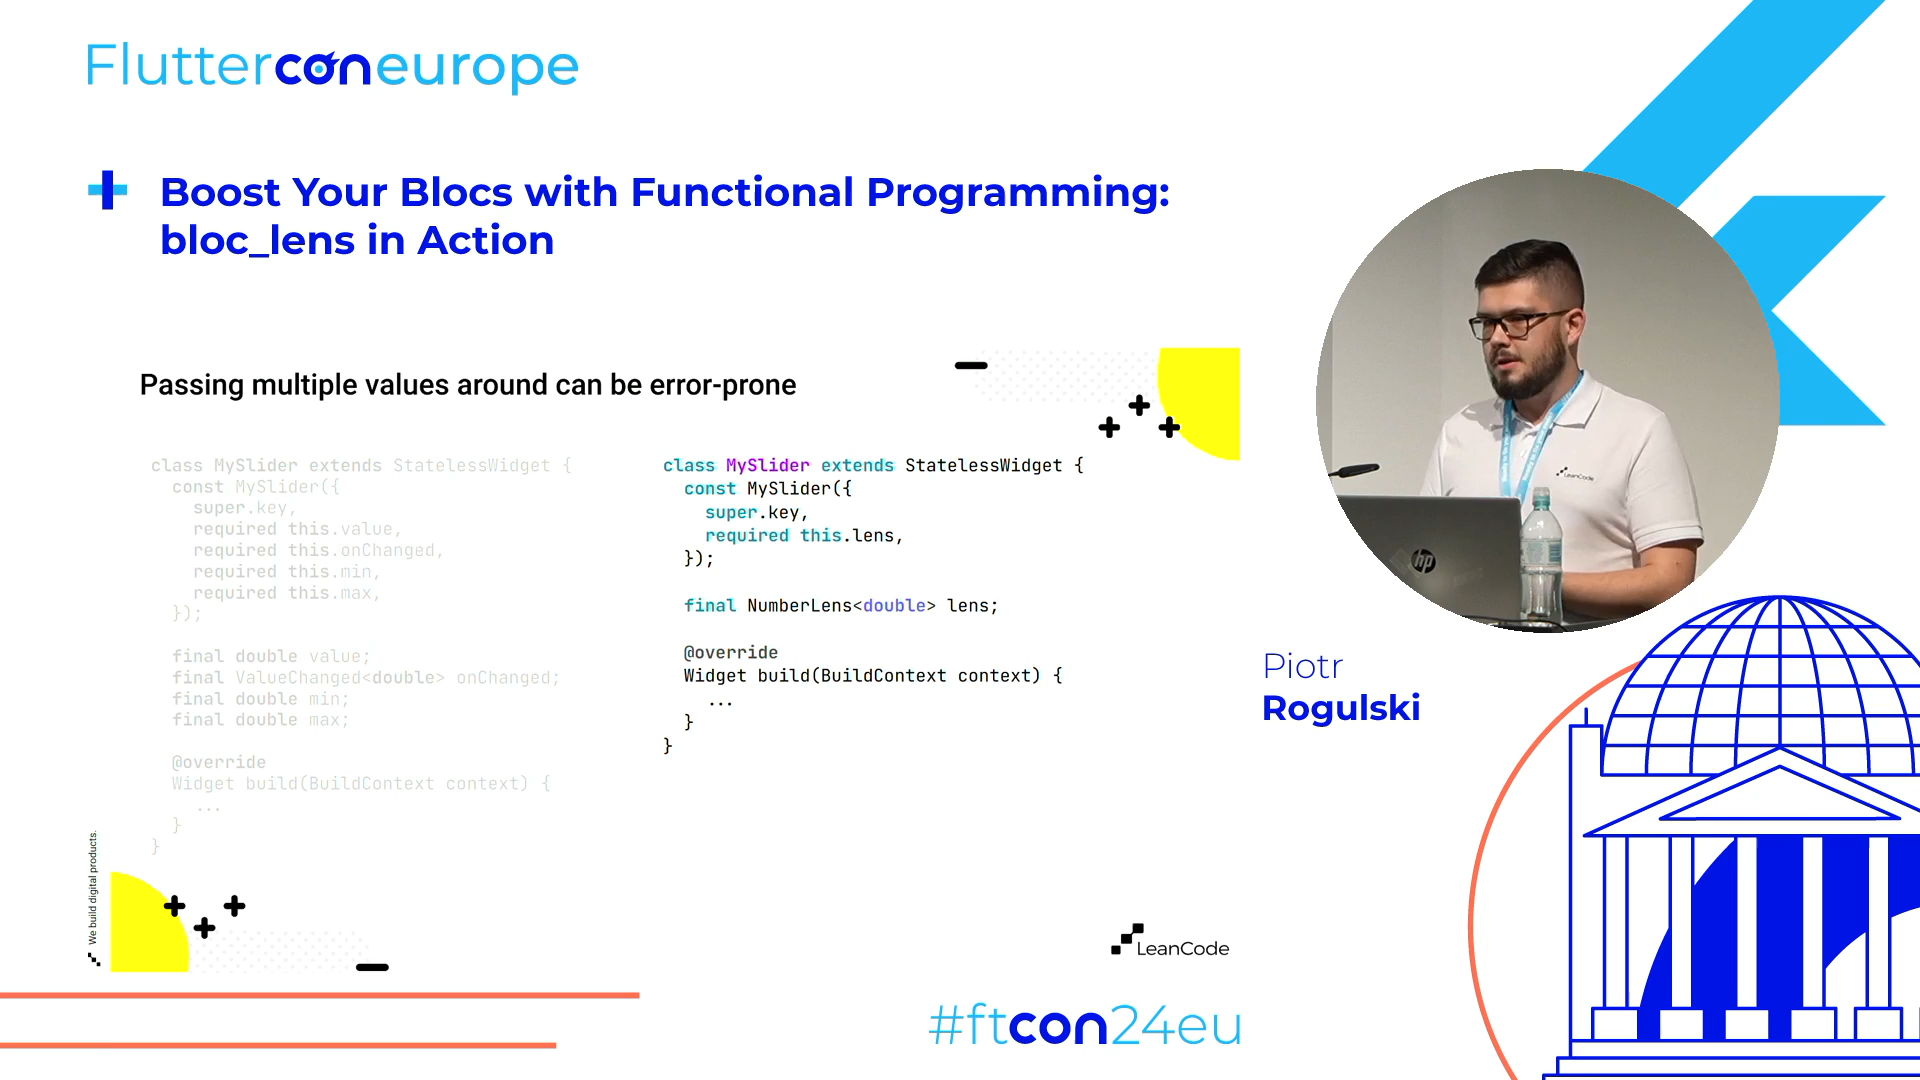 Fluttercon europe
Boost Your Blocs with Functional Programming:
bloc_lens in Action
Passing multiple values around can be error-prone
class MySlider extends StatelessWidget {
const MySlider({
super.key,
required this.value,
required this.onChanged,
required this.min,
required this.max,
});
final double value;
final ValueChanged<double> onChanged;
final double min;
final double max;
@override
Widget build(BuildContext context) {
...
}
}
class MySlider extends StatelessWidget {
const MySlider({
super.key,
required this.lens,
});
final NumberLens<double> lens;
@override
Widget build(BuildContext context) {
...
}
}
We build digital products.
LeanCode
LeanCode
hp
Piotr
Rogulski
#ftcon24eu